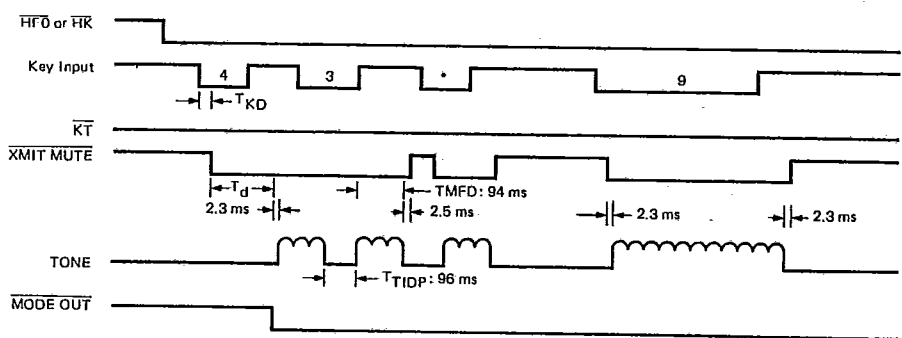 HFO or HK
Key Input
4
3
9
TKD
KT
XMIT MUTE
Td
TMFD: 94 ms
2.3 ms
2.5 ms
2.3 ms
2.3 ms
TONE
TTIDP: 96 ms
MODE OUT